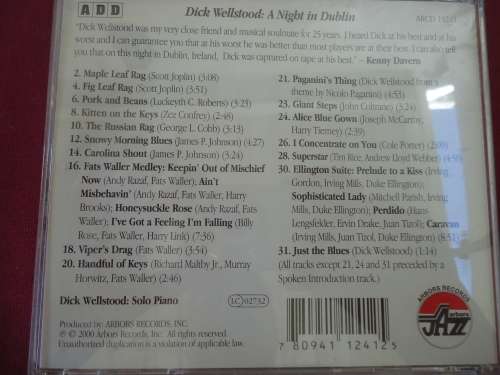 ADD
Dick Wellstood: A Night in Dublin
ARCD 19241
"Dick Wellstood was my very close friend and musical soulmate for 25 years. I heard Dick at his best and at his
worst and I can guarantee you that at his worst he was better than most players are at their best. I can also tell
you that on this night in Dublin, Ireland, Dick was captured on tape at his best." - Kenny Davern
2. Maple Leaf Rag (Scott Joplin) (3:08)
4. Fig Leaf Rag (Scott Joplin) (3:31)
6. Pork and Beans (Luckeyth C. Roberts) (3:23)
8. Kitten on the Keys (Zee Confrey) (2:48)
10. The Russian Rag (George L. Cobb) (3:13)
12. Snowy Morning Blues (James P. Johnson) (4:27)
14. Carolina Shout (James P. Johnson) (3:24)
16. Fats Waller Medley: Keepin' Out of Mischief
Now (Andy Razaf, Fats Waller); Ain't
Misbehavin' (Andy Razaf, Fats Waller, Harry
Brooks); Honeysuckle Rose (Andy Razaf, Fats
Waller); I've Got a Feeling I'm Falling (Billy
Rose, Fats Waller, Harry Link) (7:36)
18. Viper's Drag (Fats Waller) (3:54)
20. Handful of Keys (Richard Maltby Jr., Murray
Horwitz, Fats Waller) (2:46)
21. Paganini's Thing (Dick Wellstood from a
theme by Nicolo Paganini) (4:53)
23. Giant Steps (John Coltrane) (3:24)
24. Alice Blue Gown (Joseph McCarthy,
Harry Tierney) (2:39)
26. I Concentrate on You (Cole Porter)
28. Superstar (Tim Rice, Andrew Lloyd Webber)
30. Ellington Suite: Prelude to a Kiss (Irving
Gordon, Irving Mills, Duke Ellington);
Sophisticated Lady (Mitchell Parish, Irving
Mills, Duke Ellington); Perdido (Hans
Lengsfelder, Ervin Drake, Juan Tizol); Caravan
(Irving Mills, Juan Tizol, Duke Ellington) (8:51)
31. Just the Blues (Dick Wellstood) (1:14)
(All tracks except 21, 24 and 31 preceded by a
Spoken Introduction track.)
Dick Wellstood: Solo Piano
LC 02732
Produced by: ARBORS RECORDS, INC.
℗ © 2000 Arbors Records, Inc. All rights reserved.
Unauthorized duplication is a violation of applicable law.
7 80941 12412 5
ARBORS RECORDS
Arbors
JAZZ